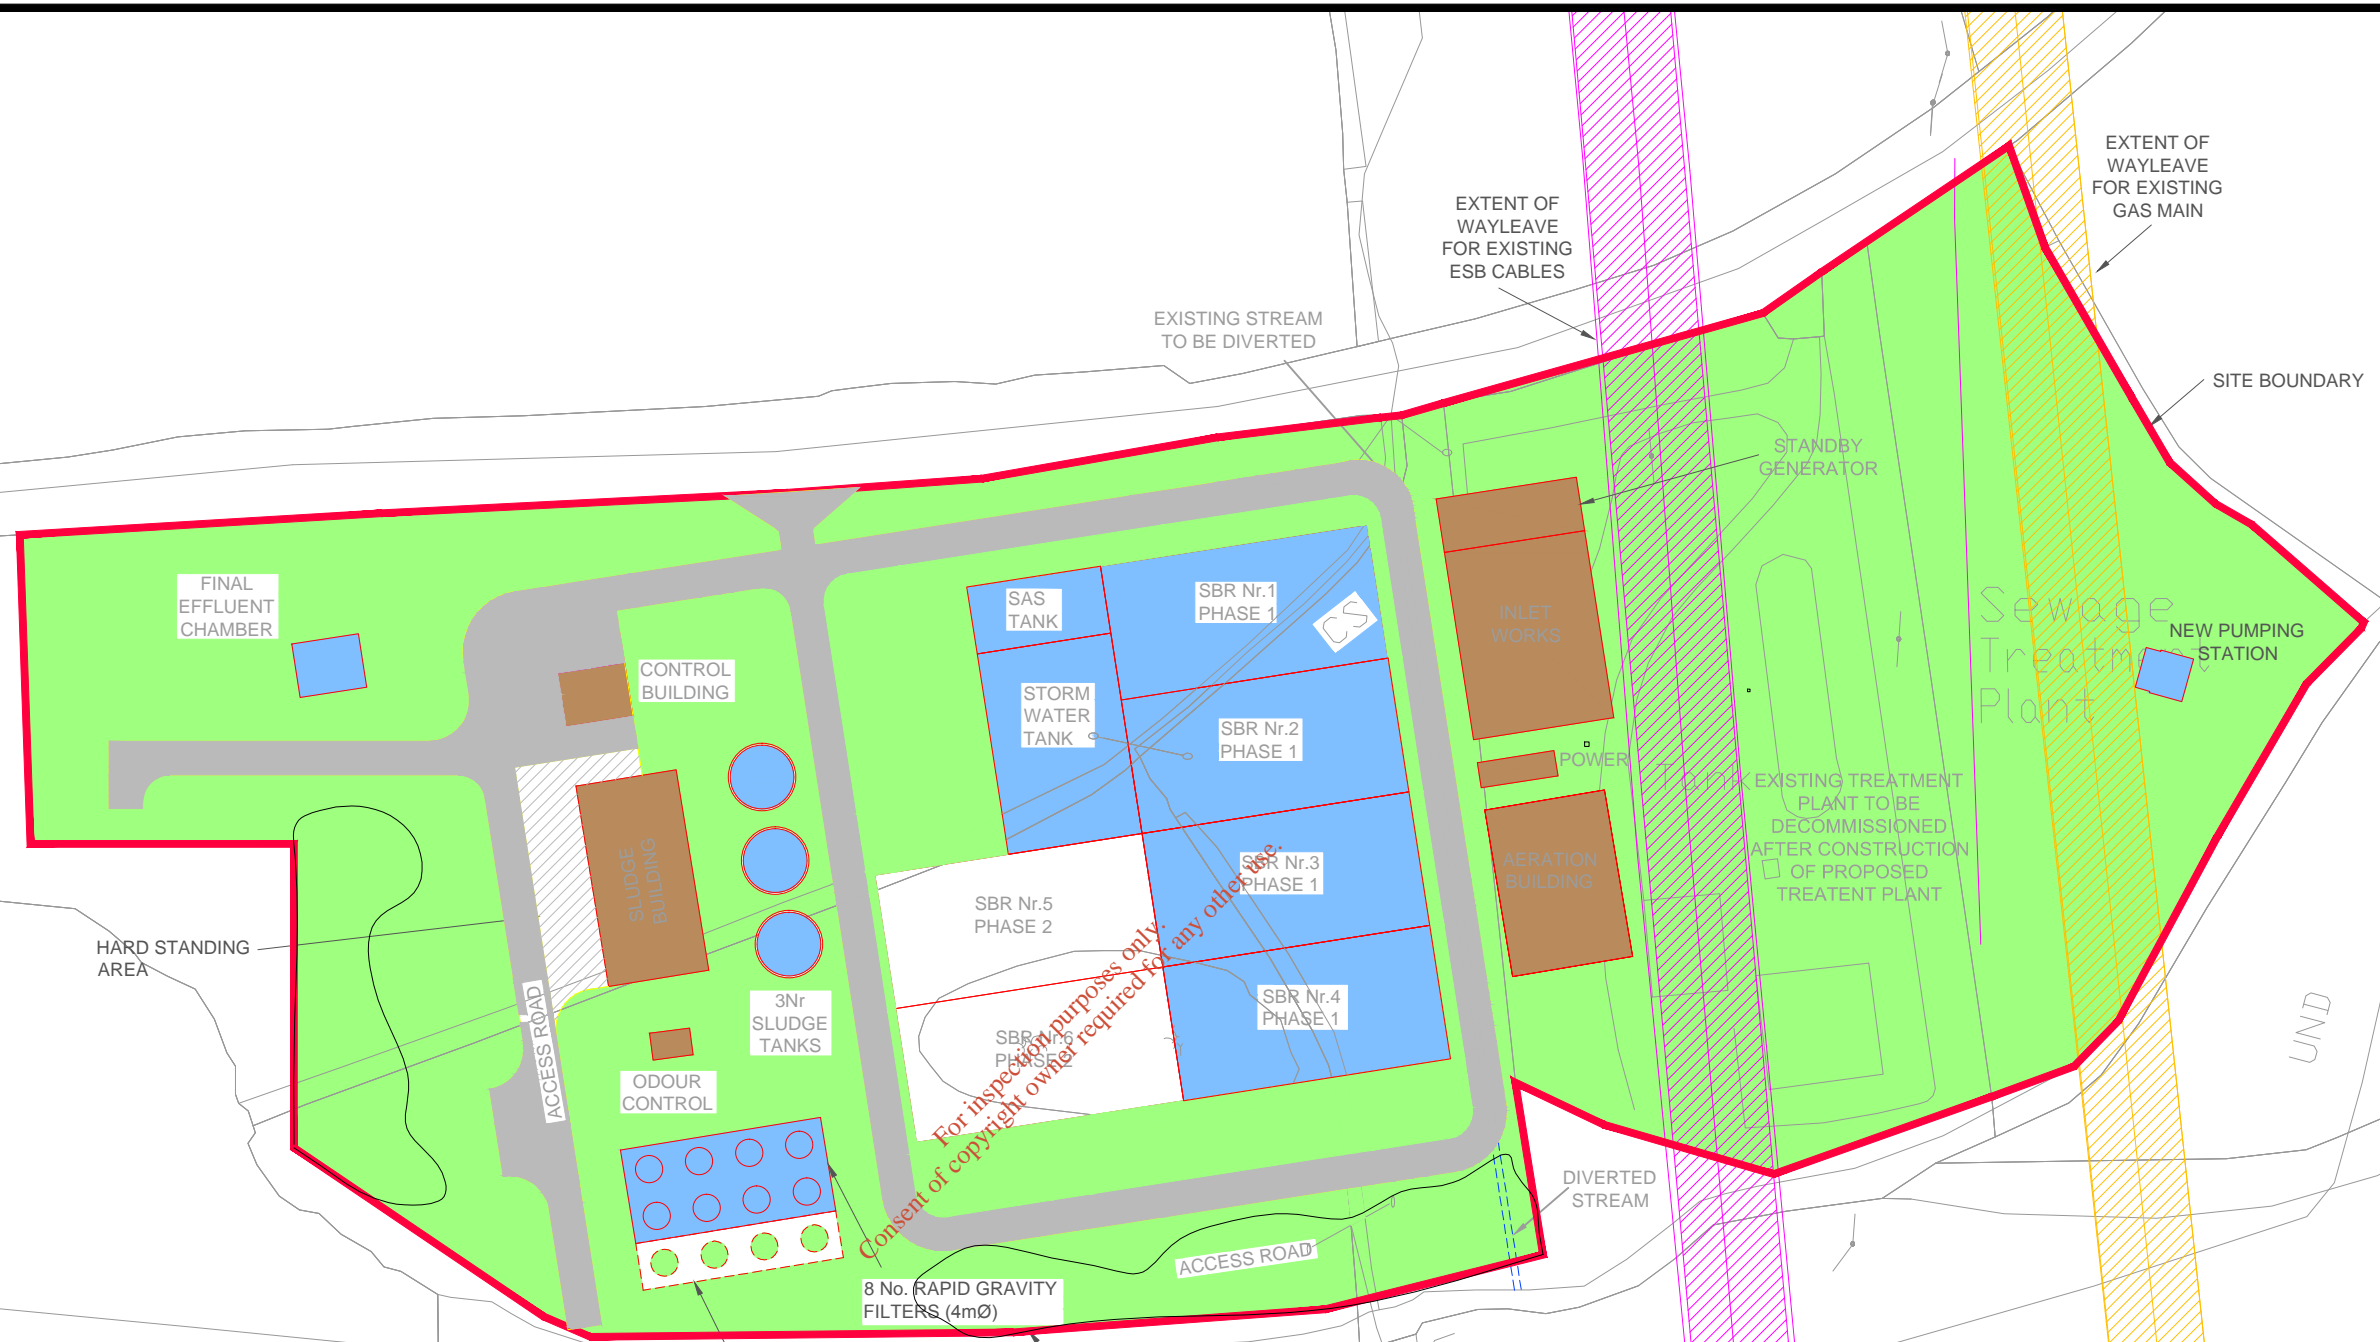 EXTENT OF
WAYLEAVE
FOR EXISTING
GAS MAIN
EXTENT OF
WAYLEAVE
FOR EXISTING
ESB CABLES
EXISTING STREAM
TO BE DIVERTED
SITE BOUNDARY
STANDBY
GENERATOR
FINAL
EFFLUENT
CHAMBER
SAS
TANK
SBR Nr.1
PHASE 1
CS
INLET
WORKS
Sewage
Treatment
Plant
NEW PUMPING
STATION
CONTROL
BUILDING
STORM
WATER
TANK
SBR Nr.2
PHASE 1
POWER
Tank
EXISTING TREATMENT
PLANT TO BE
DECOMMISSIONED
AFTER CONSTRUCTION
OF PROPOSED
TREATENT PLANT
SLUDGE
BUILDING
SBR Nr.3
PHASE 1
AERATION
BUILDING
SBR Nr.5
PHASE 2
HARD STANDING
AREA
ACCESS ROAD
3Nr
SLUDGE
TANKS
SBR Nr.4
PHASE 1
SBR Nr.6
PHASE 2
UND
ODOUR
CONTROL
For inspection purposes only.
Consent of copyright owner required for any other use.
DIVERTED
STREAM
ACCESS ROAD
8 No. RAPID GRAVITY
FILTERS (4mØ)